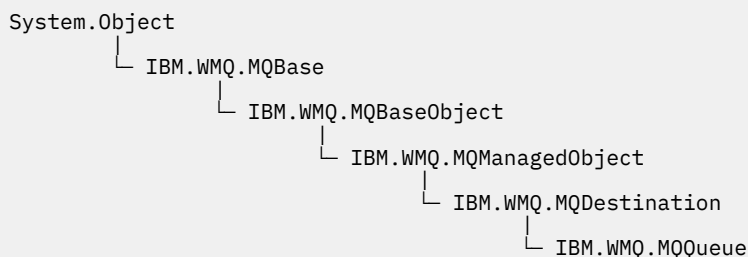 System.Object
IBM.WMQ.MQBase
IBM.WMQ.MQBaseObject
IBM.WMQ.MQManagedObject
IBM.WMQ.MQDestination
IBM.WMQ.MQQueue